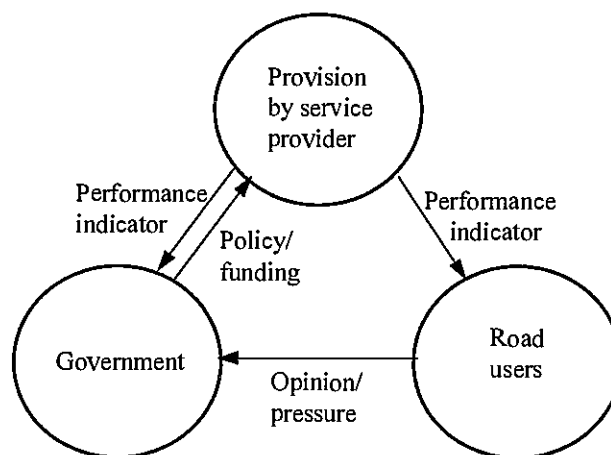 Provision
by service
provider
Performance
indicator
Policy/
funding
Performance
indicator
Government
Opinion/
pressure
Road
users